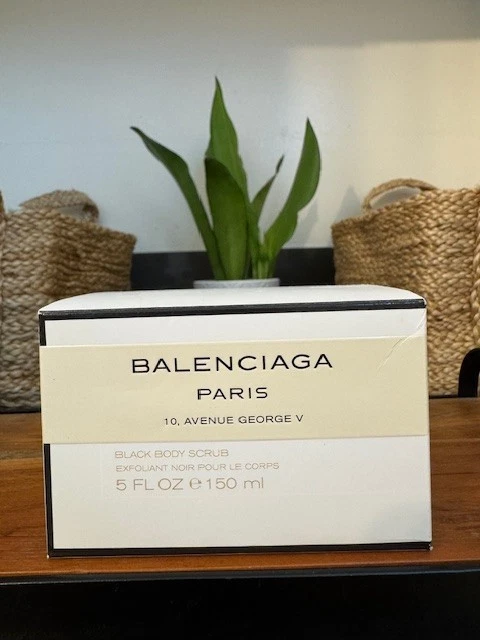 BALENCIAGA
PARIS
10, AVENUE GEORGE V
BLACK BODY SCRUB
EXFOLIANT NOIR POUR LE CORPS
5 FL OZ ℮ 150 ml